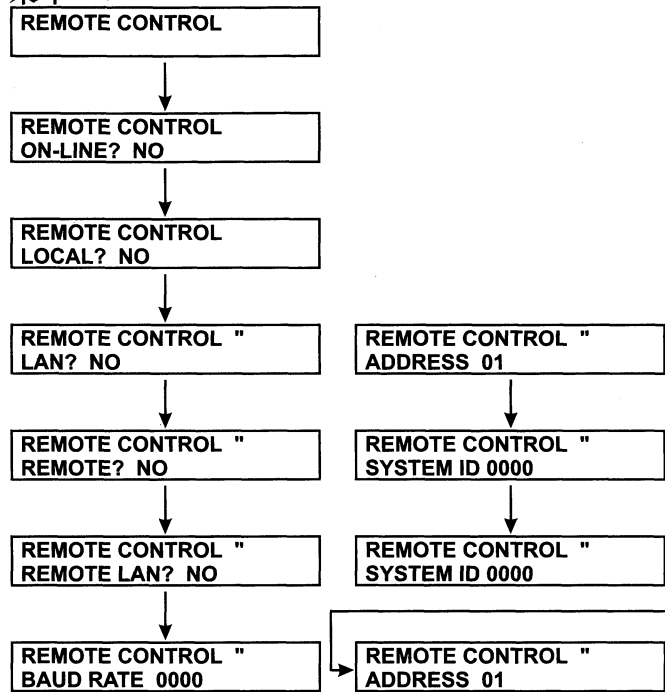 REMOTE CONTROL
REMOTE CONTROL
ON-LINE? NO
REMOTE CONTROL
LOCAL? NO
REMOTE CONTROL "
LAN? NO
REMOTE CONTROL "
REMOTE? NO
REMOTE CONTROL "
REMOTE LAN? NO
REMOTE CONTROL "
BAUD RATE 0000
REMOTE CONTROL "
ADDRESS 01
REMOTE CONTROL "
SYSTEM ID 0000
REMOTE CONTROL "
SYSTEM ID 0000
REMOTE CONTROL "
ADDRESS 01